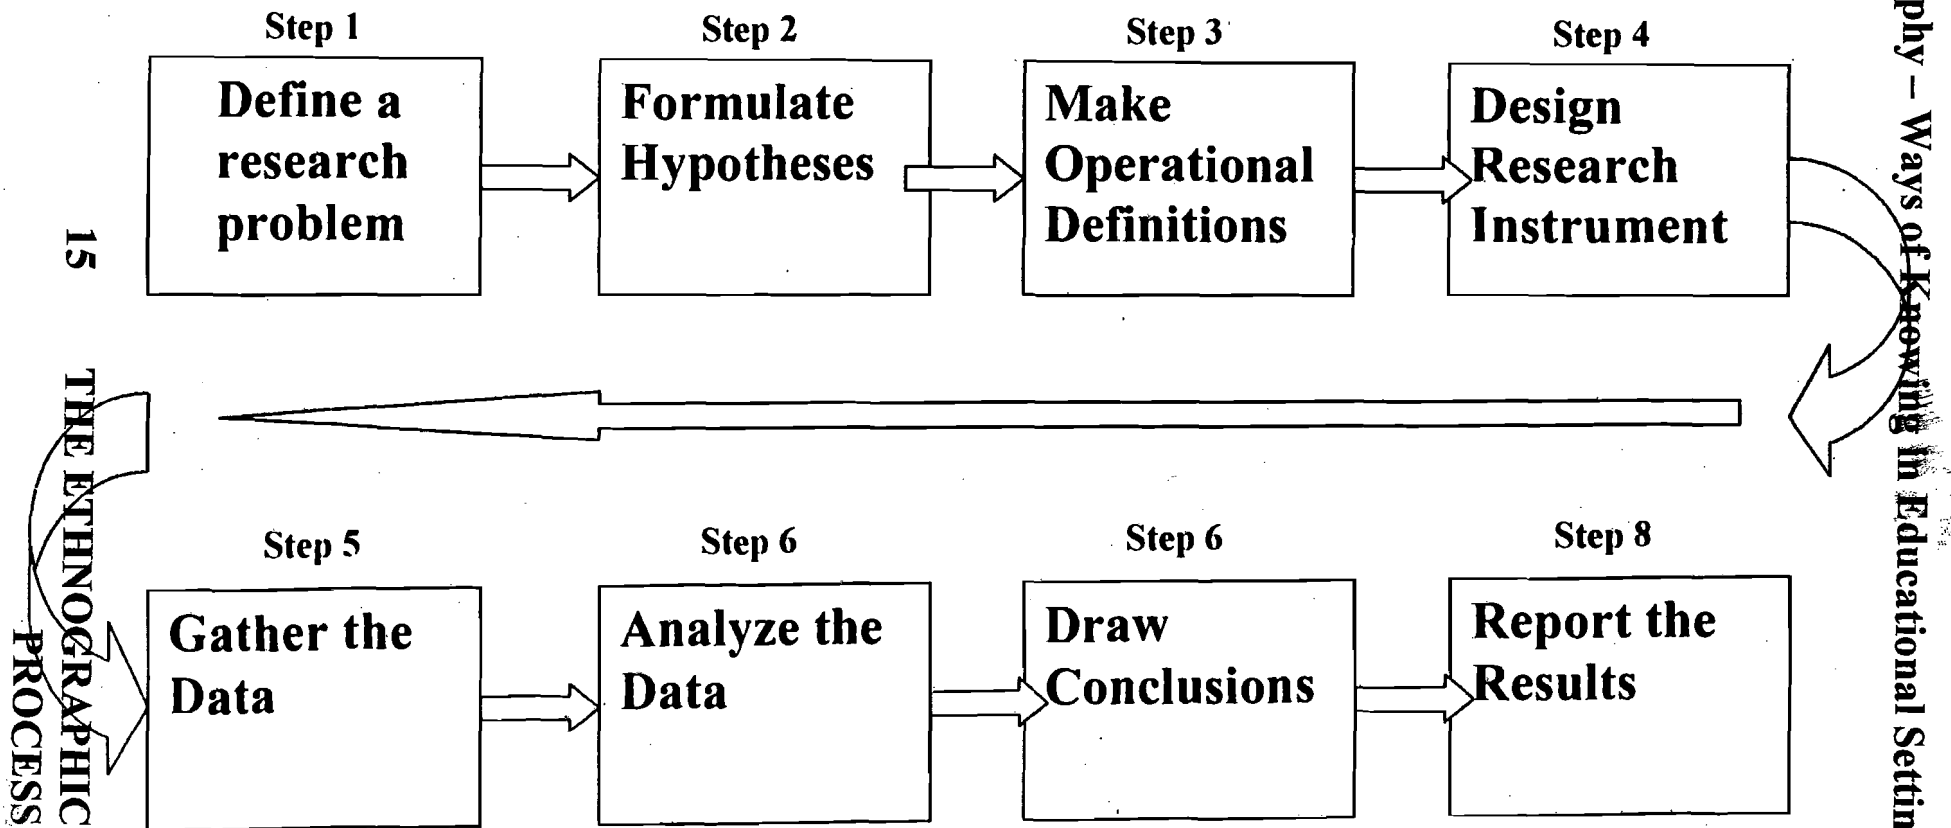 Step 1
Define a
research
problem
Step 2
Formulate
Hypotheses
Step 3
Make
Operational
Definitions
Step 4
Design
Research
Instrument
Step 5
Gather the
Data
Step 6
Analyze the
Data
Step 6
Draw
Conclusions
Step 8
Report the
Results
15
THE ETHNOGRAPHIC
PROCESS
phy – Ways of Knowing in Educational Settin